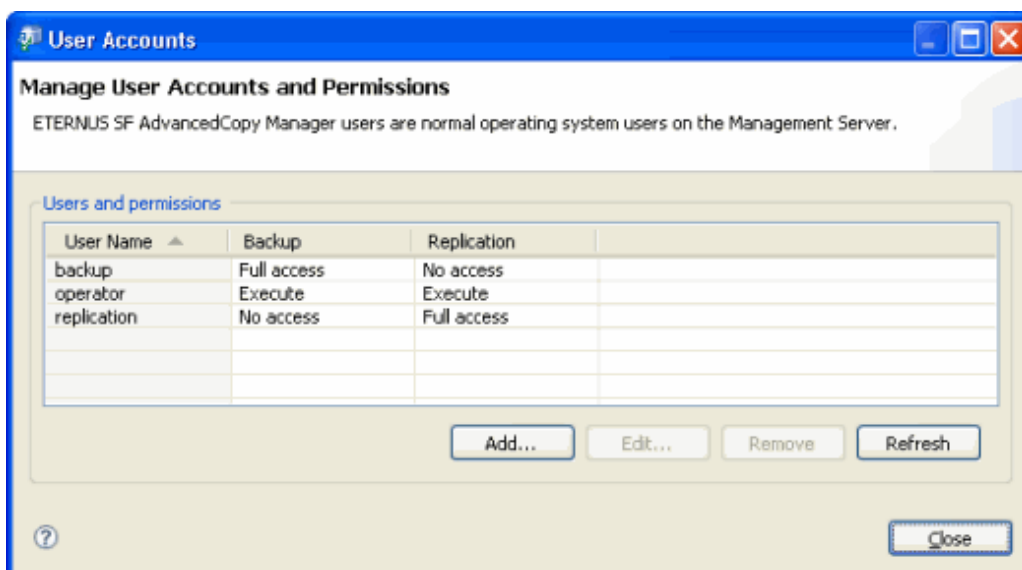 User Accounts
Manage User Accounts and Permissions
ETERNUS SF AdvancedCopy Manager users are normal operating system users on the Management Server.
Users and permissions
User Name Backup Replication
backup Full access No access
operator Execute Execute
replication No access Full access
Add... Edit... Remove Refresh
? Close